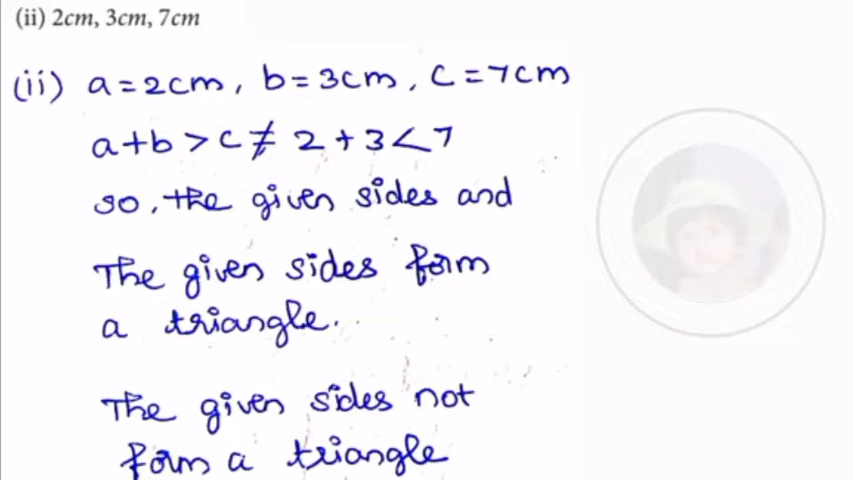 (ii) 2cm, 3cm, 7cm
(ii) a=2cm, b=3cm, c=7cm
a+b > c ≠ 2+3<7
so, the given sides and
The given sides form
a triangle.
The given sides not
form a triangle